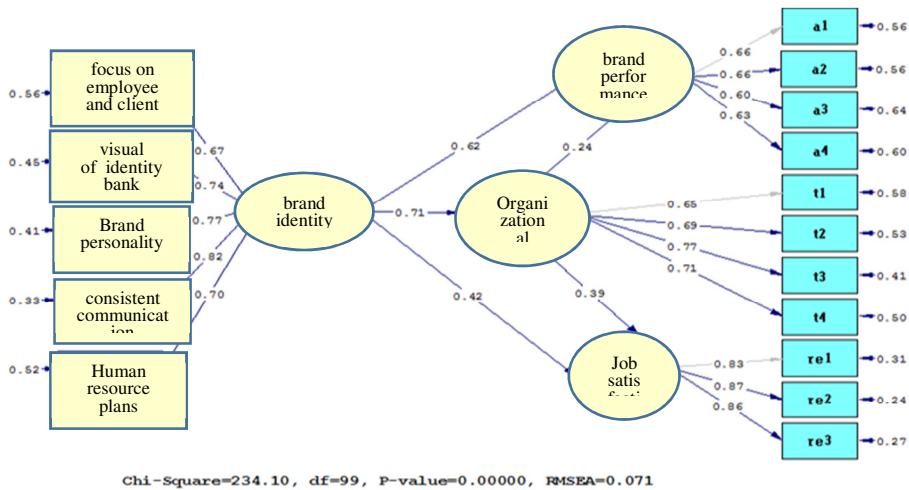 focus on
employee
and client
0.56
visual
of identity
bank
0.45
Brand
personality
0.41
consistent
communicat
ion
0.33
Human
resource
plans
0.52
0.67
0.74
0.77
0.82
0.70
brand
identity
0.62
0.71
0.42
brand
perfor
mance
0.24
Organi
zation
al
0.39
Job
satis
facti
0.66
0.66
0.60
0.63
0.65
0.69
0.77
0.71
0.83
0.87
0.86
a1
0.56
a2
0.56
a3
0.64
a4
0.60
t1
0.58
t2
0.53
t3
0.41
t4
0.50
re1
0.31
re2
0.24
re3
0.27
Chi-Square=234.10, df=99, P-value=0.00000, RMSEA=0.071